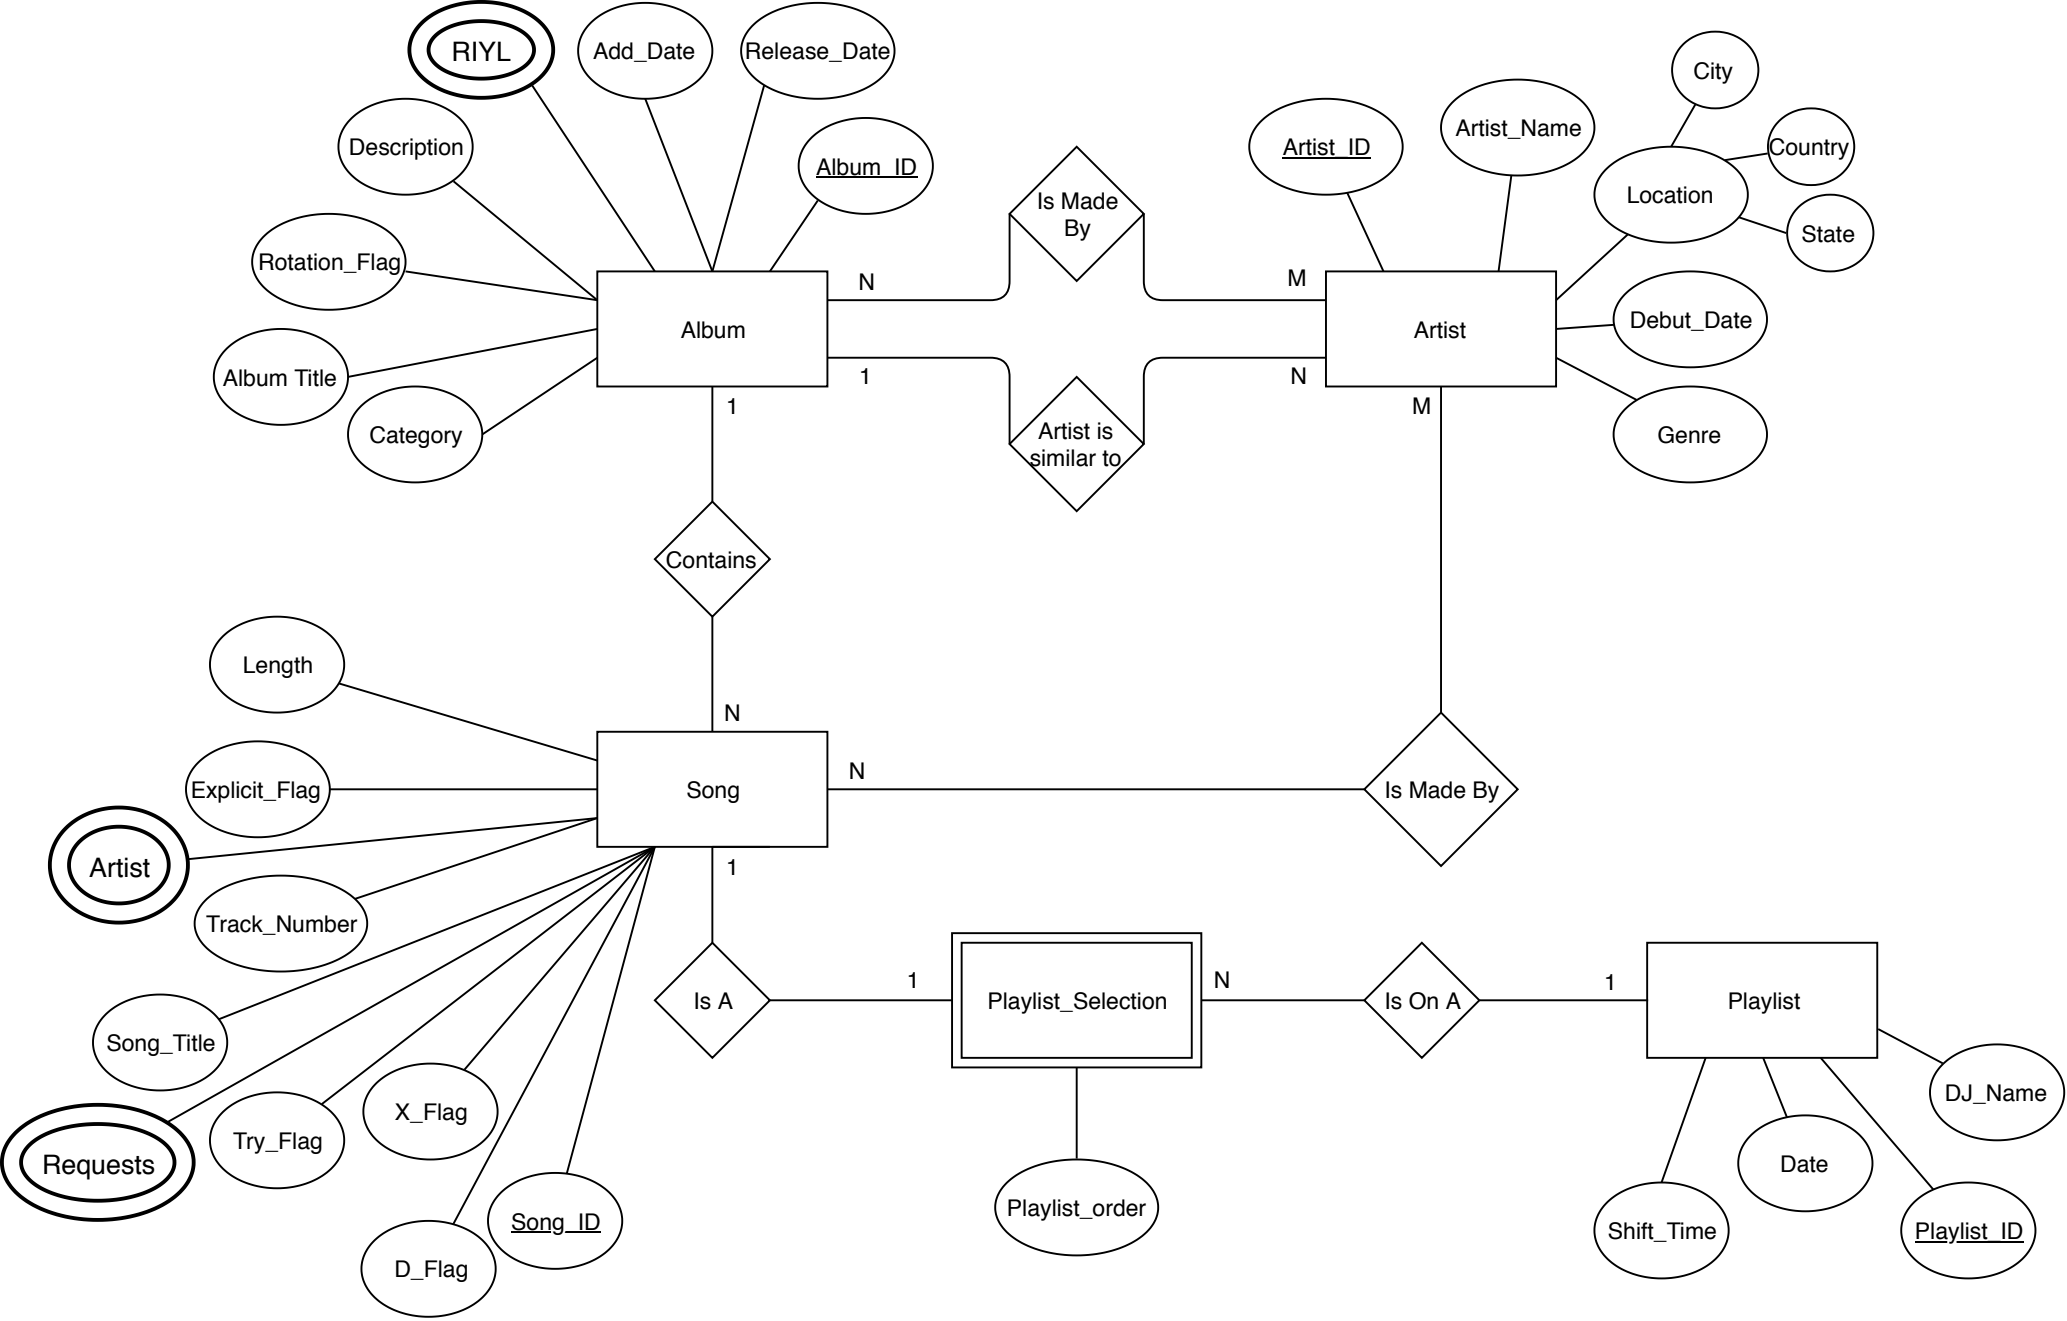 RIYL
Add_Date
Release_Date
City
Description
Album_ID
Artist_ID
Artist_Name
Country
Location
State
Is Made
By
Rotation_Flag
N
M
Album
Artist
Debut_Date
Album Title
1
N
Category
1
M
Artist is
similar to
Genre
Contains
Length
N
Explicit_Flag
Song
N
Is Made By
Artist
1
Track_Number
Is A
1
Playlist_Selection
N
Is On A
1
Playlist
Song_Title
X_Flag
DJ_Name
Requests
Try_Flag
Date
Playlist_order
Song_ID
Shift_Time
Playlist_ID
D_Flag